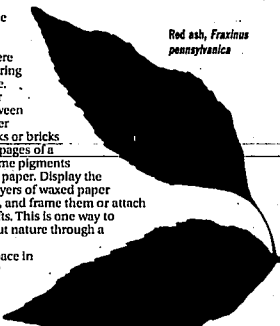 Red ash, Fraxinus
pennsylvanica
e
ere
ring
e.
r
ween
er
ks or bricks
pages of a
me pigments
paper. Display the
yers of waxed paper
, and frame them or attach
fts. This is one way to
ut nature through a
ace in